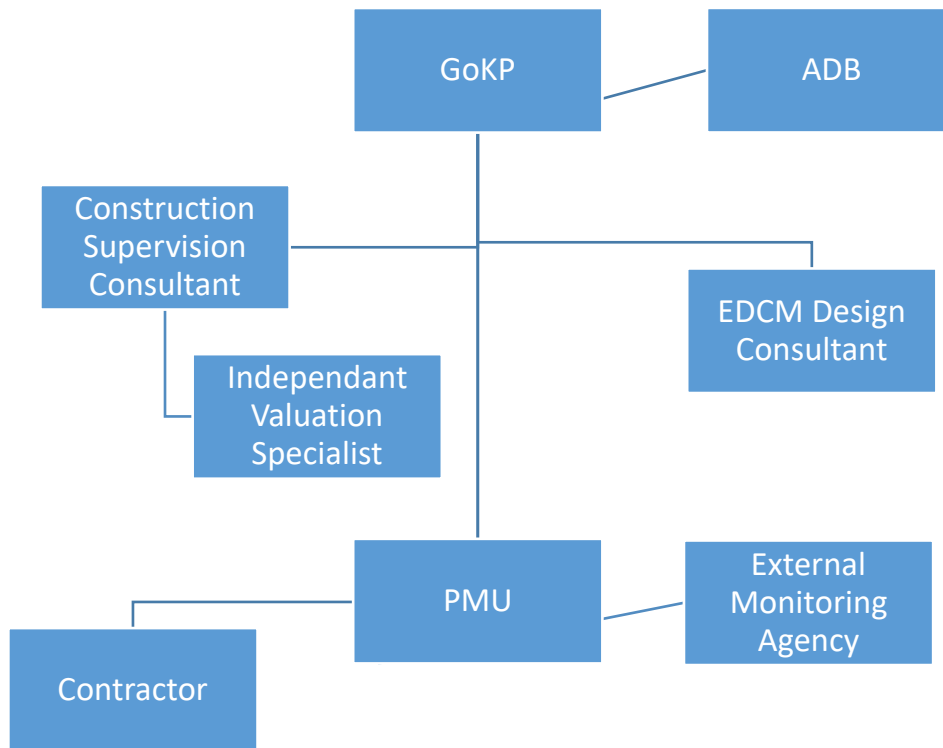 GoKP
ADB
Construction
Supervision
Consultant
EDCM Design
Consultant
Independant
Valuation
Specialist
PMU
External
Monitoring
Agency
Contractor